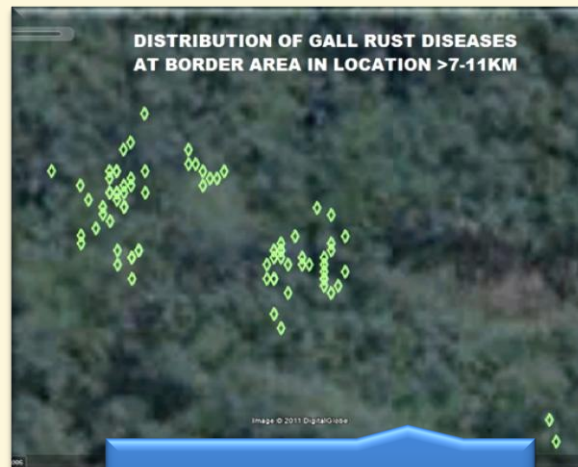 DISTRIBUTION OF GALL RUST DISEASES
AT BORDER AREA IN LOCATION >7-11KM
Image © 2011 DigitalGlobe